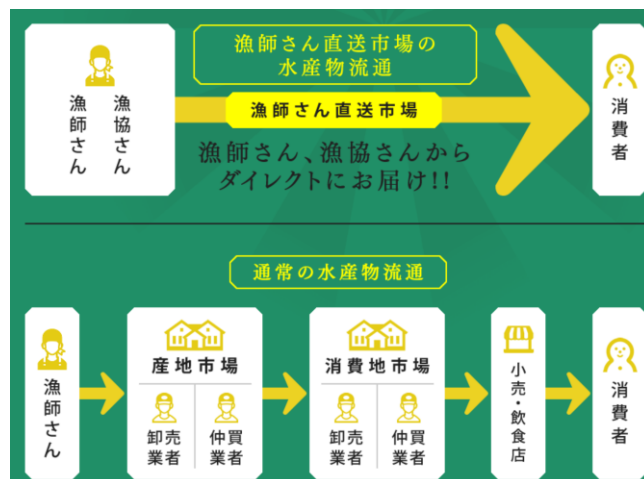 漁師さん直送市場の
水産物流通
漁協さん
漁師さん
漁師さん直送市場
消費者
漁師さん、漁協さんから
ダイレクトにお届け!!
通常の水産物流通
漁師さん
産地市場
卸売
業者
仲買
業者
消費地市場
卸売
業者
仲買
業者
小売・飲食店
消費者